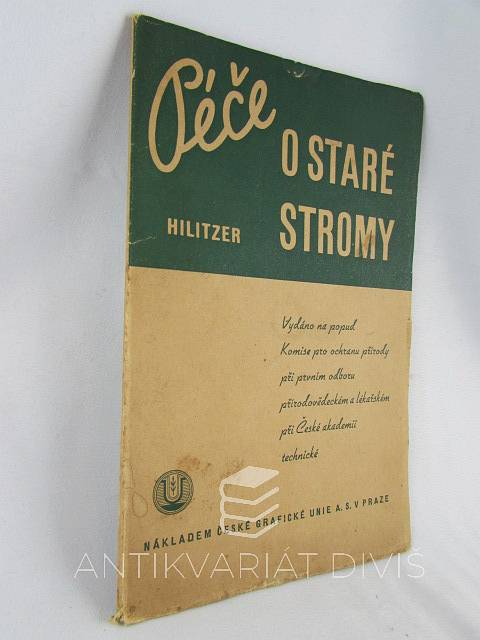 Péče
O STARÉ
STROMY
HILITZER
Vydáno na popud
Komise pro ochranu přírody
při prvním odboru
přírodovědeckém a lékařském
při České akademii
technické
NÁKLADEM ČESKÉ GRAFICKÉ UNIE A. S. V PRAZE
ANTIKVARIÁT DIVIŠ